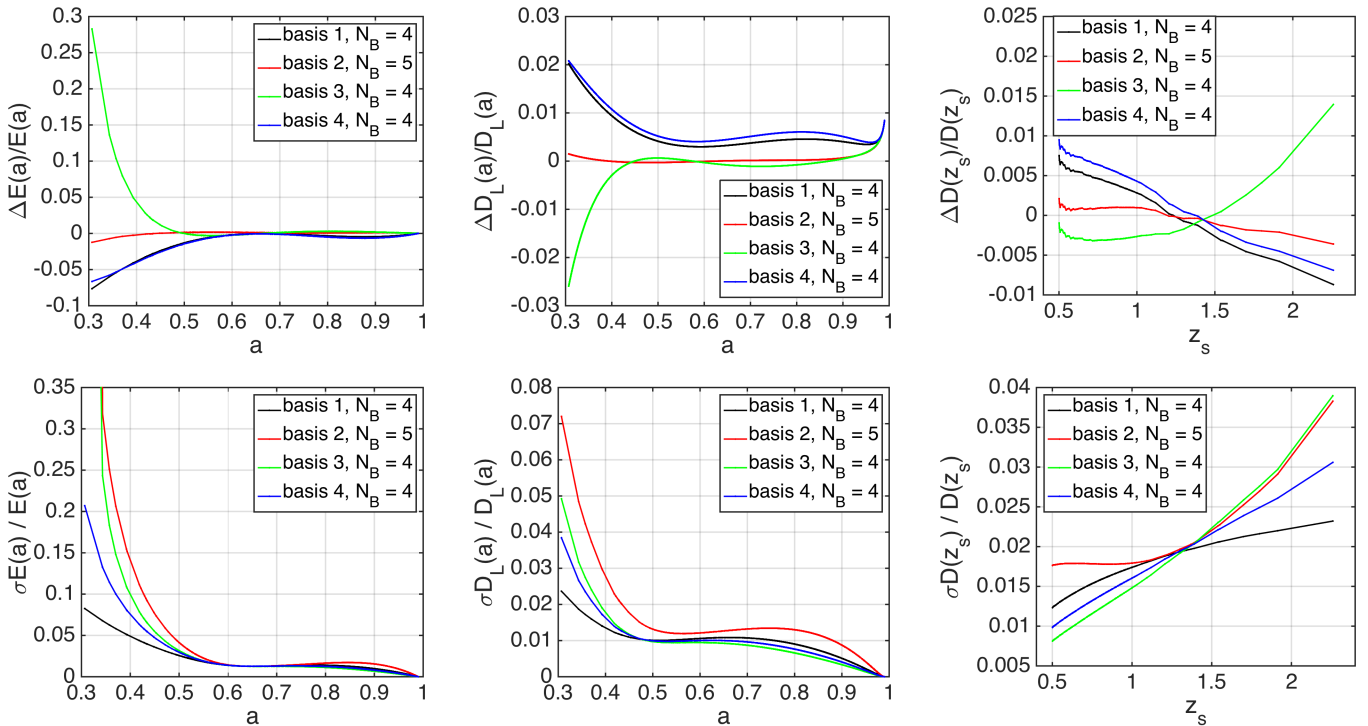 ΔE(a)/E(a)
0.3
0.25
0.2
0.15
0.1
0.05
0
-0.05
-0.1
basis 1, N_B = 4
basis 2, N_B = 5
basis 3, N_B = 4
basis 4, N_B = 4
0.3 0.4 0.5 0.6 0.7 0.8 0.9 1
a
ΔD_L(a)/D_L(a)
0.03
0.02
0.01
0
-0.01
-0.02
-0.03
basis 1, N_B = 4
basis 2, N_B = 5
basis 3, N_B = 4
basis 4, N_B = 4
0.3 0.4 0.5 0.6 0.7 0.8 0.9 1
a
ΔD(z_s)/D(z_s)
0.025
0.02
0.015
0.01
0.005
0
-0.005
-0.01
basis 1, N_B = 4
basis 2, N_B = 5
basis 3, N_B = 4
basis 4, N_B = 4
0.5 1 1.5 2
z_s
σE(a) / E(a)
0.35
0.3
0.25
0.2
0.15
0.1
0.05
0
basis 1, N_B = 4
basis 2, N_B = 5
basis 3, N_B = 4
basis 4, N_B = 4
0.3 0.4 0.5 0.6 0.7 0.8 0.9 1
a
σD_L(a) / D_L(a)
0.08
0.07
0.06
0.05
0.04
0.03
0.02
0.01
0
basis 1, N_B = 4
basis 2, N_B = 5
basis 3, N_B = 4
basis 4, N_B = 4
0.3 0.4 0.5 0.6 0.7 0.8 0.9 1
a
σD(z_s) / D(z_s)
0.04
0.035
0.03
0.025
0.02
0.015
0.01
0.005
basis 1, N_B = 4
basis 2, N_B = 5
basis 3, N_B = 4
basis 4, N_B = 4
0.5 1 1.5 2
z_s